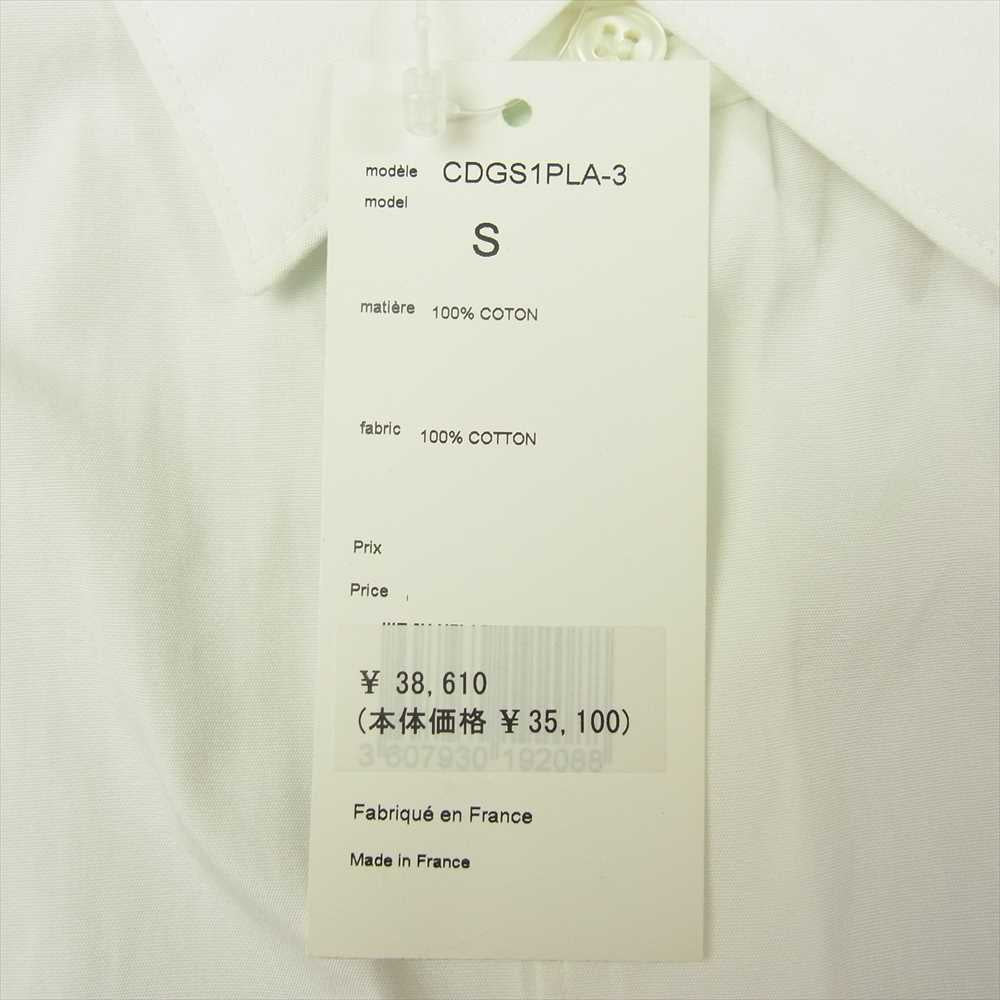 modèle CDGS1PLA-3
model
S
matière 100% COTON
fabric 100% COTTON
Prix
Price
¥ 38,610
(本体価格 ¥ 35,100)
3 607930 192088
Fabriqué en France
Made in France